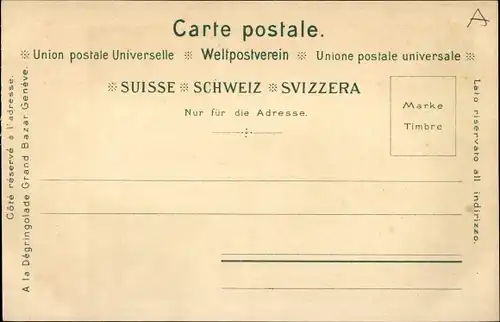 A
Carte postale.
※ Union postale Universelle ※ Weltpostverein ※ Unione postale universale ※
※ SUISSE ※ SCHWEIZ ※ SVIZZERA
Nur für die Adresse.
Marke
Timbre
Côté réservé a l'adresse.
A la Dégringolade Grand Bazar Genève.
Lato riservato all indirizzo.